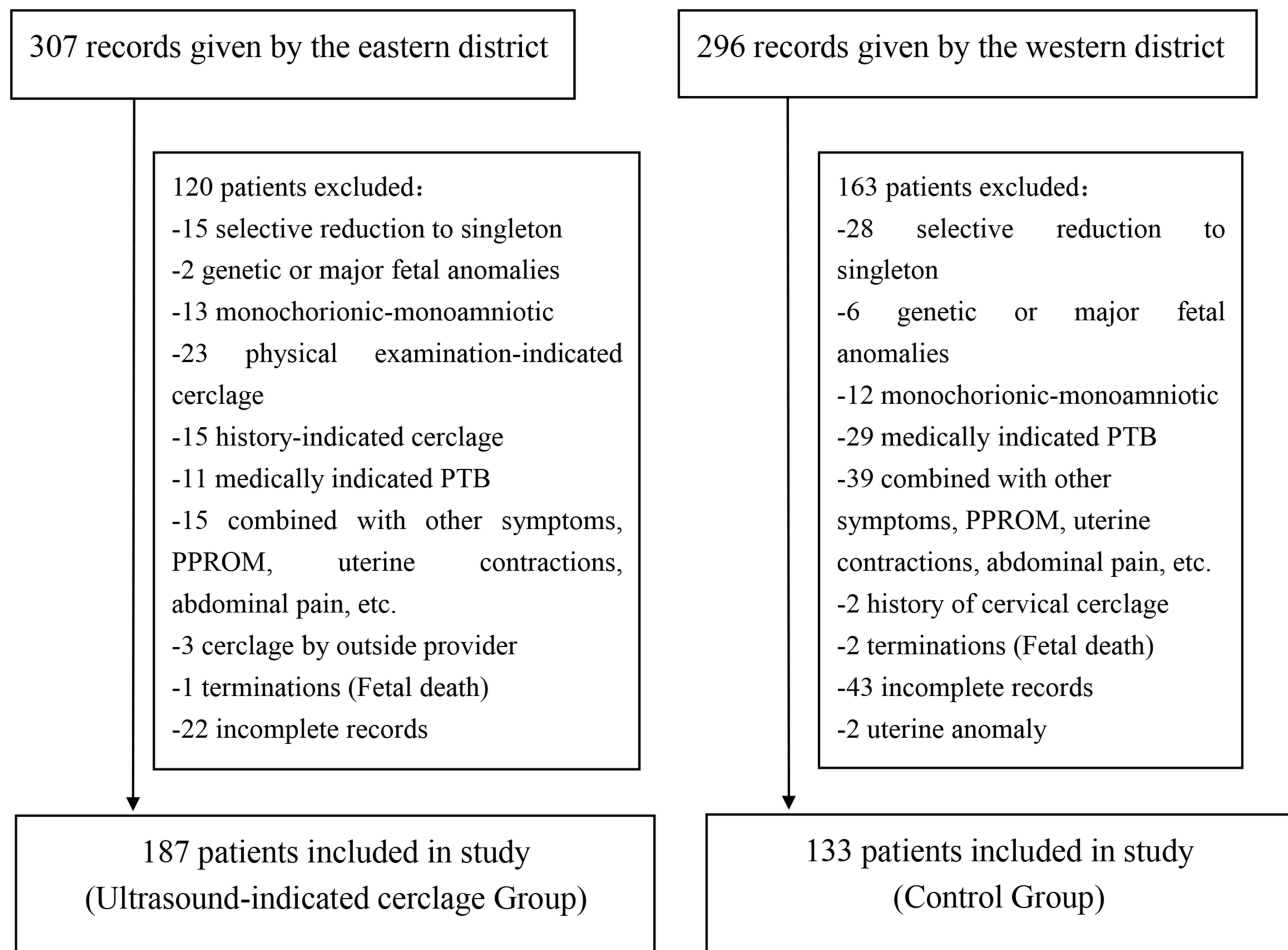 307 records given by the eastern district
120 patients excluded：
-15 selective reduction to singleton
-2 genetic or major fetal anomalies
-13 monochorionic-monoamniotic
-23 physical examination-indicated
cerclage
-15 history-indicated cerclage
-11 medically indicated PTB
-15 combined with other symptoms,
PPROM, uterine contractions,
abdominal pain, etc.
-3 cerclage by outside provider
-1 terminations (Fetal death)
-22 incomplete records
187 patients included in study
(Ultrasound-indicated cerclage Group)
296 records given by the western district
163 patients excluded：
-28 selective reduction to
singleton
-6 genetic or major fetal
anomalies
-12 monochorionic-monoamniotic
-29 medically indicated PTB
-39 combined with other
symptoms, PPROM, uterine
contractions, abdominal pain, etc.
-2 history of cervical cerclage
-2 terminations (Fetal death)
-43 incomplete records
-2 uterine anomaly
133 patients included in study
(Control Group)